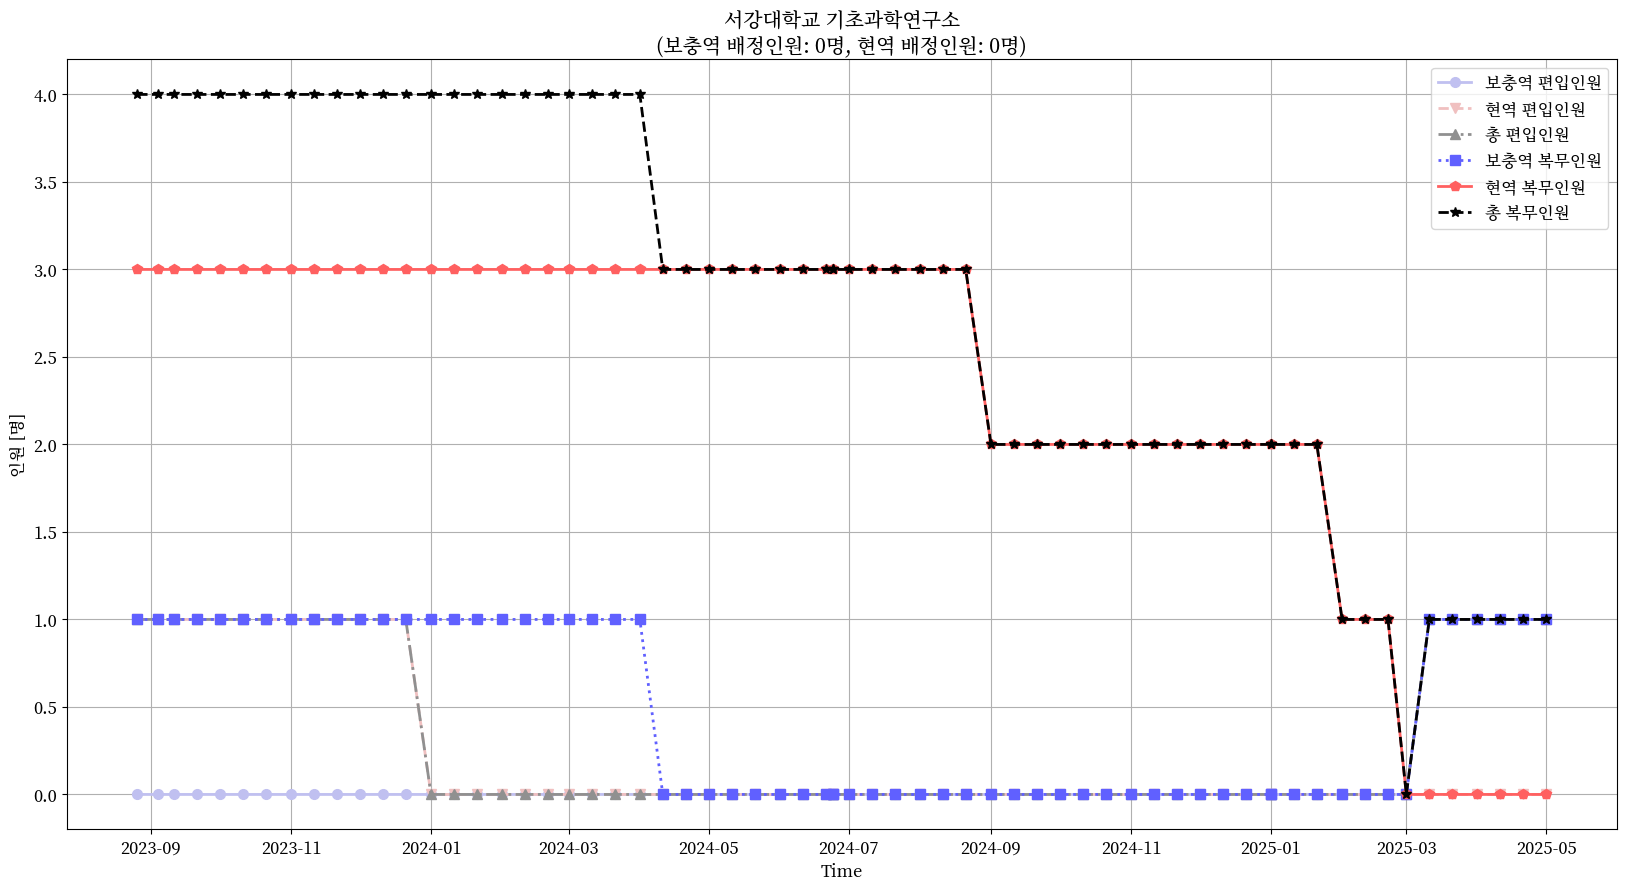 서강대학교 기초과학연구소
(보충역 배정인원: 0명, 현역 배정인원: 0명)
보충역 편입인원
현역 편입인원
총 편입인원
보충역 복무인원
현역 복무인원
총 복무인원
인원 [명]
4.0
3.5
3.0
2.5
2.0
1.5
1.0
0.5
0.0
2023-09
2023-11
2024-01
2024-03
2024-05
2024-07
2024-09
2024-11
2025-01
2025-03
2025-05
Time